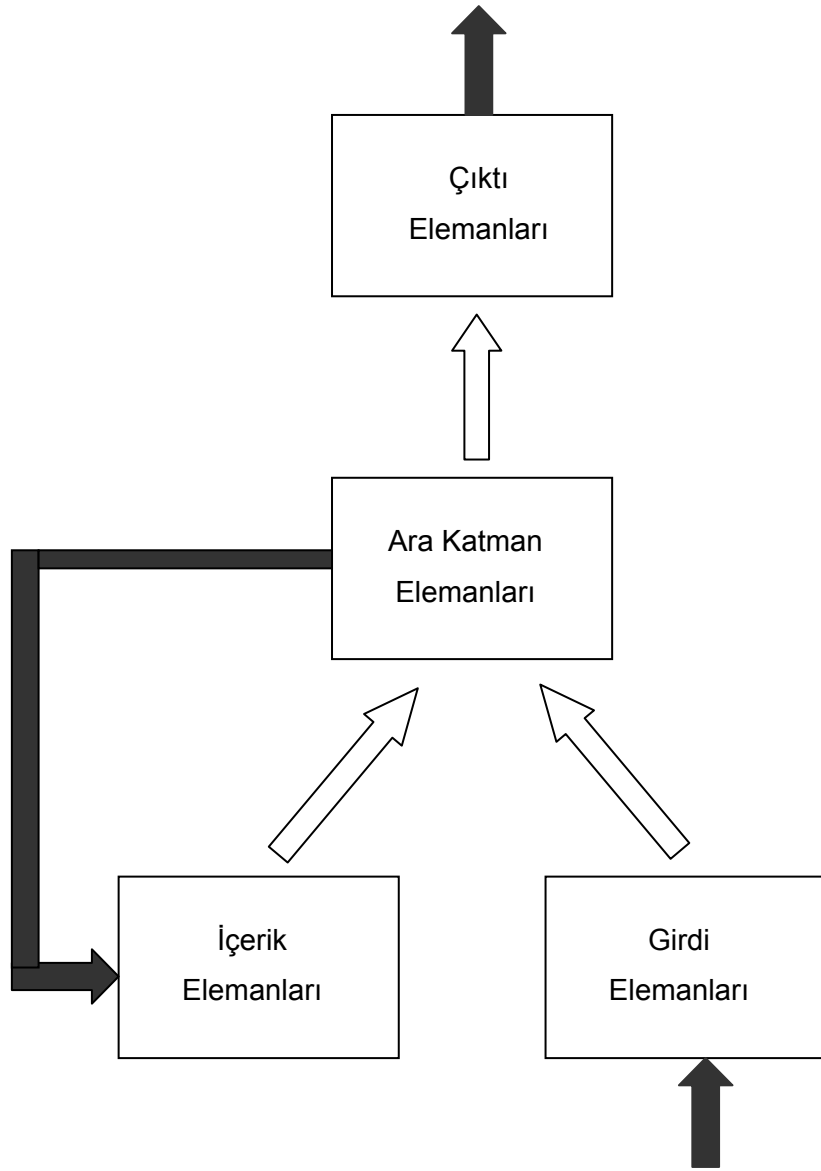 Çıktı
Elemanları
Ara Katman
Elemanları
İçerik
Elemanları
Girdi
Elemanları